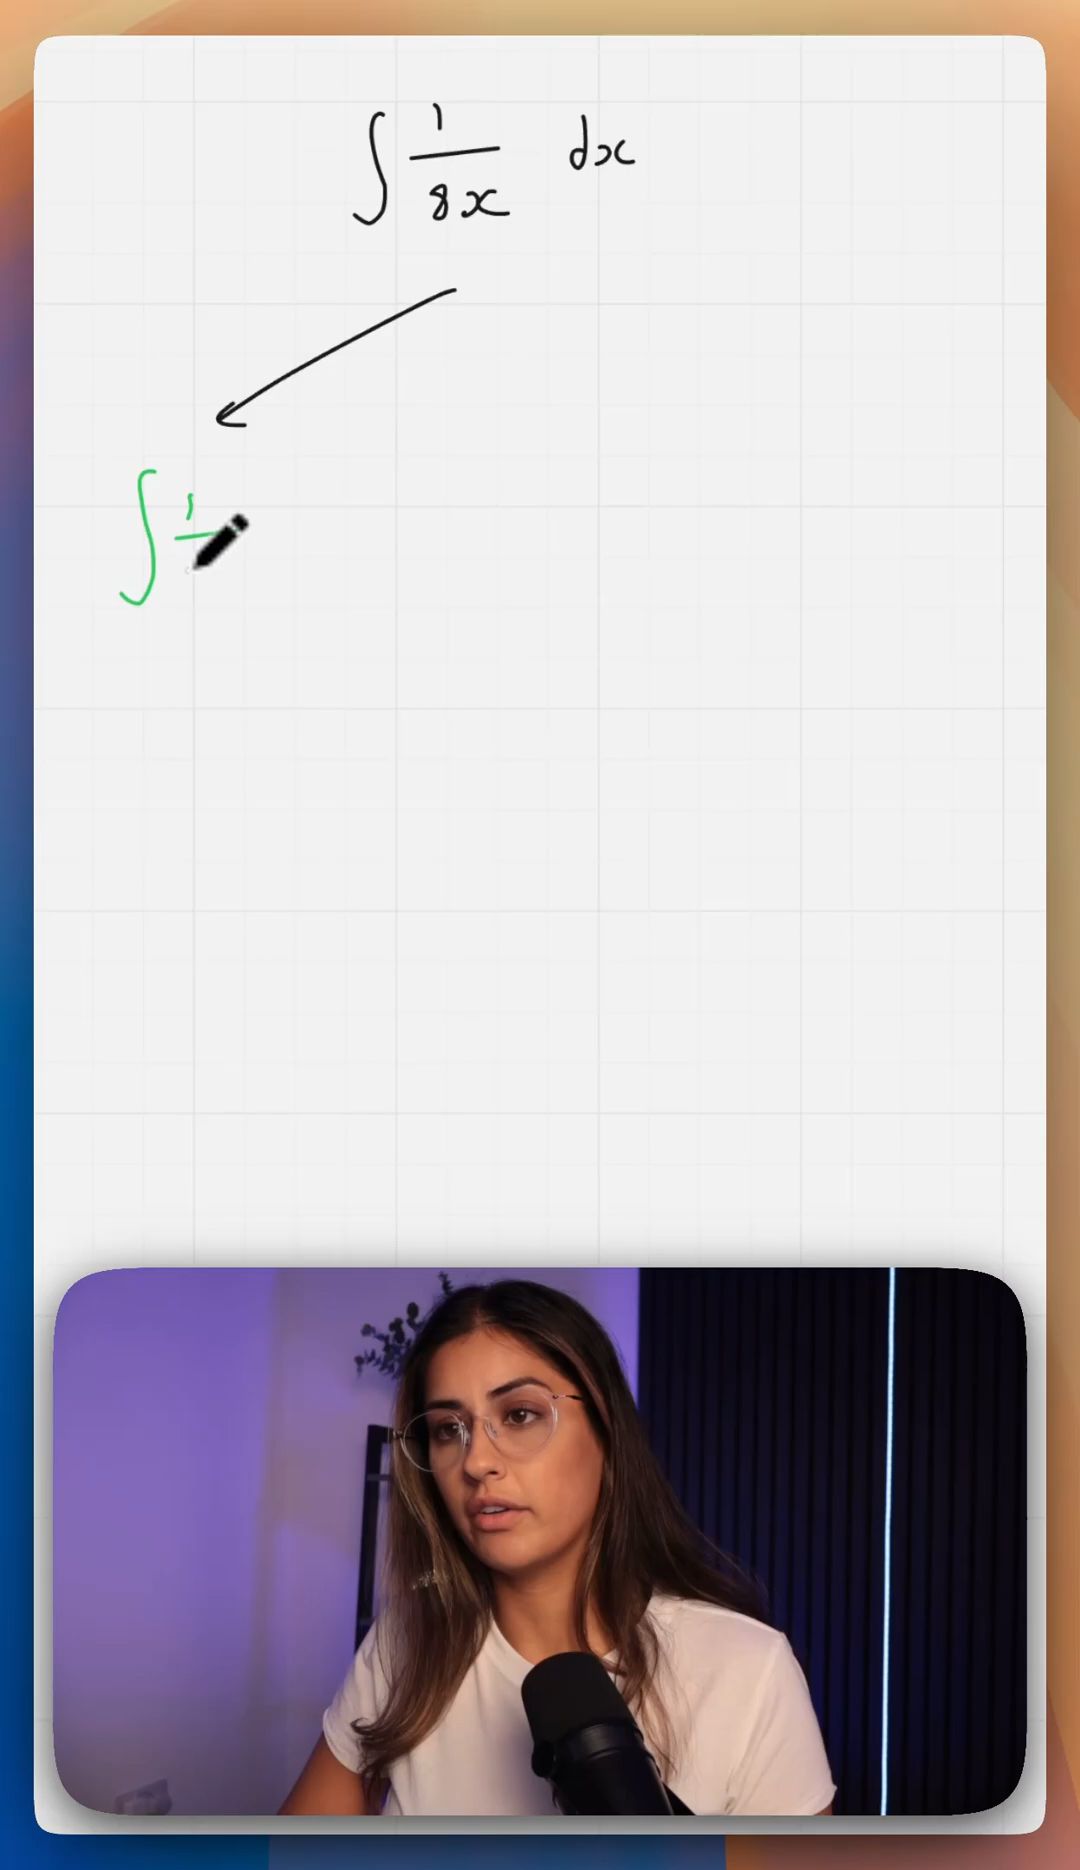 ∫ 1/8x dx
∫ 1/